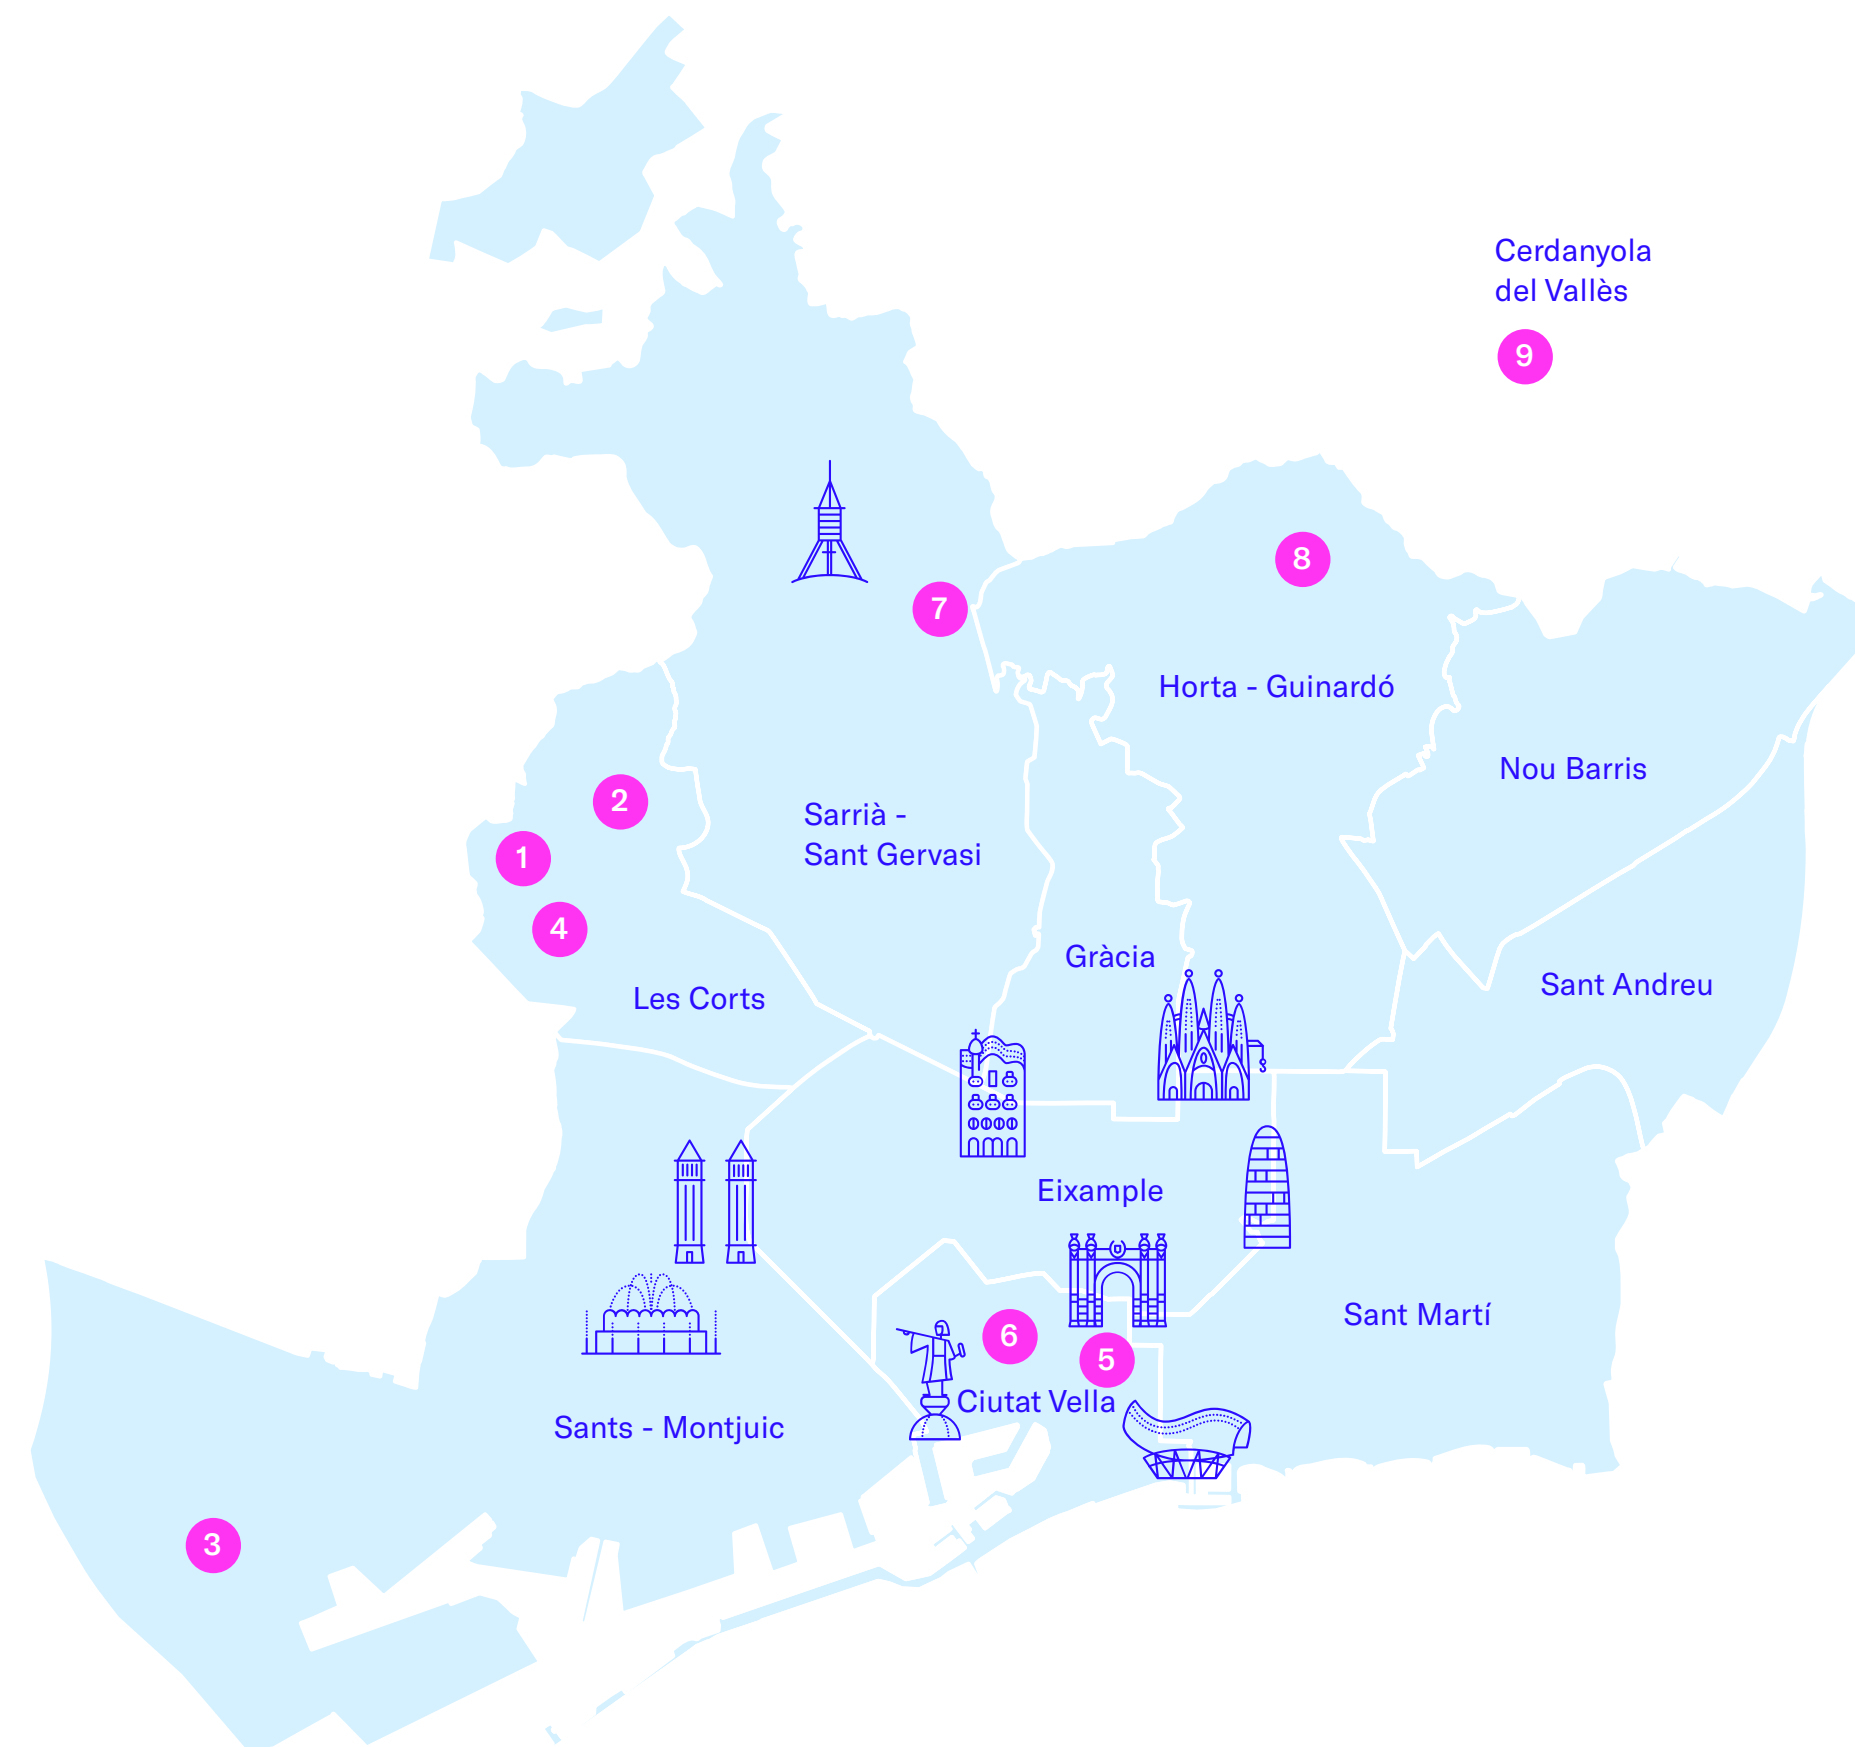 Cerdanyola
del Vallès
9
8
7
Horta - Guinardó
Nou Barris
2
Sarrià -
Sant Gervasi
1
4
Gràcia
Les Corts
Sant Andreu
Eixample
Sant Martí
6
5
Ciutat Vella
Sants - Montjuic
3